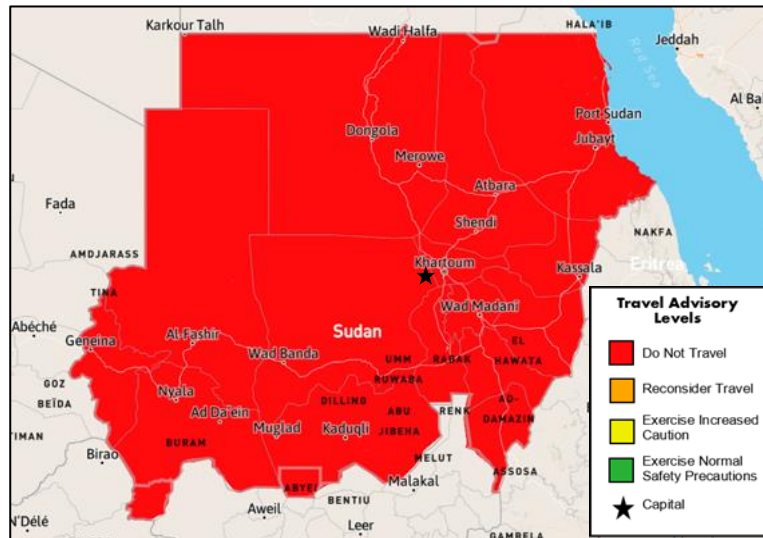 Karkour Talh
Wadi Halfa
HALA'IB
Red Sea
Jeddah
Al Ba
Port Sudan
Dongola
Jubayt
Merowe
Atbara
Fada
Shendi
NAKFA
AMDJARASS
Khartoum
Kassala
Eritrea
TINA
Wad Madanī
Abéché
Geneina
Al-Fashir
Sudan
EL
HAWATA
Wad Banda
UMM
RUWABA
RABAK
GOZ
BEÏDA
Nyala
DILLING
AD-
DAMAZIN
Ad Da'ein
ABU
JIBEHA
RENK
TIMAN
Muglad
Kaduqli
BURAM
MELUT
Birao
ASSOSA
ABYEI
Malakal
BENTIU
Aweil
N'Délé
Leer
GAMBELA
Travel Advisory
Levels
Do Not Travel
Reconsider Travel
Exercise Increased
Caution
Exercise Normal
Safety Precautions
Capital